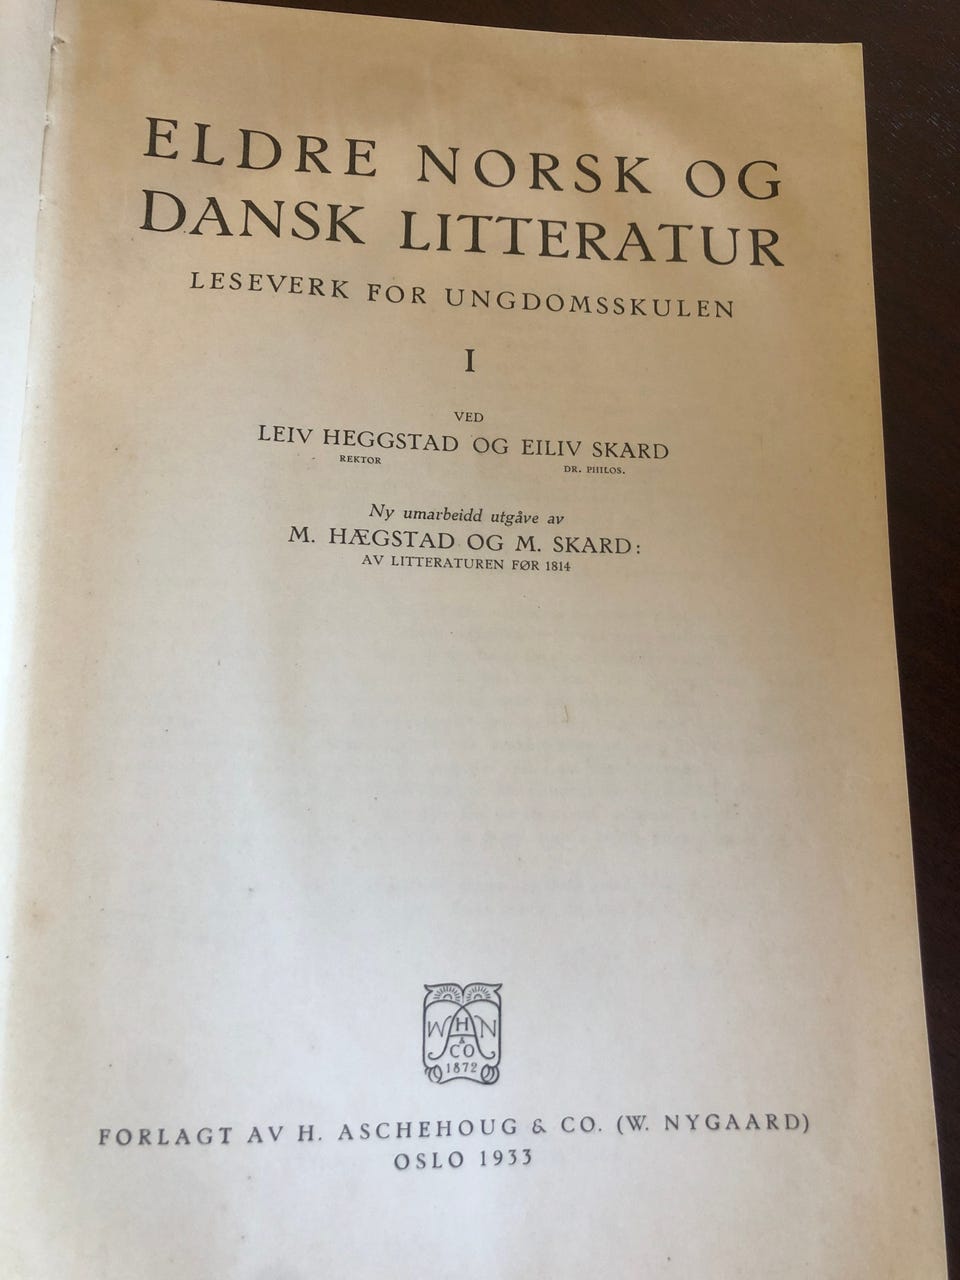 ELDRE NORSK OG
DANSK LITTERATUR
LESEVERK FOR UNGDOMSSKULEN
I
VED
LEIV HEGGSTAD OG EILIV SKARD
REKTOR DR. PHILOS.
Ny umarbeidd utgåve av
M. HÆGSTAD OG M. SKARD:
AV LITTERATUREN FØR 1814
W H N
& CO
1872
FORLAGT AV H. ASCHEHOUG & CO. (W. NYGAARD)
OSLO 1933